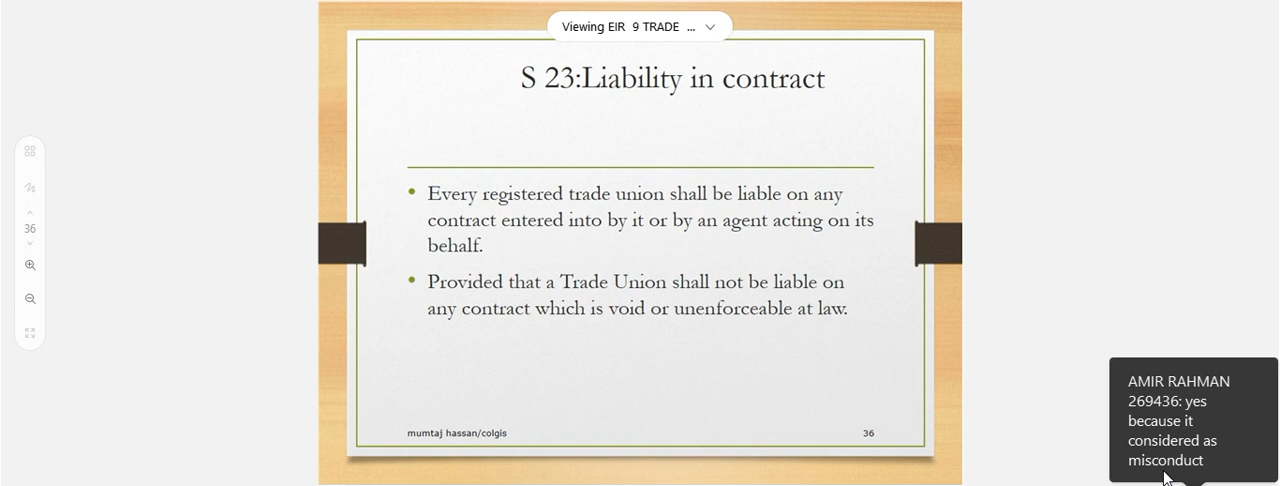 Viewing EIR 9 TRADE ...
S 23:Liability in contract
36
Every registered trade union shall be liable on any
contract entered into by it or by an agent acting on its
behalf.
Provided that a Trade Union shall not be liable on
any contract which is void or unenforceable at law.
mumtaj hassan/colgis
36
AMIR RAHMAN
269436: yes
because it
considered as
misconduct